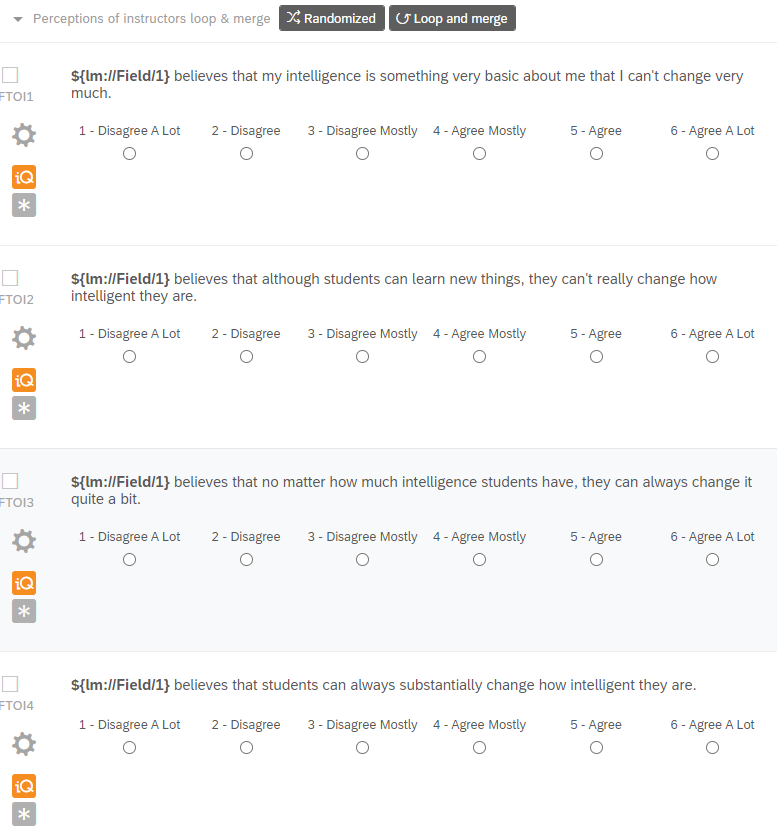 Perceptions of instructors loop & merge Randomized Loop and merge
${lm://Field/1} believes that my intelligence is something very basic about me that I can't change very
much.
FTOI1
1 - Disagree A Lot 2 - Disagree 3 - Disagree Mostly 4 - Agree Mostly 5 - Agree 6 - Agree A Lot
iQ
*
${lm://Field/1} believes that although students can learn new things, they can't really change how
intelligent they are.
FTOI2
1 - Disagree A Lot 2 - Disagree 3 - Disagree Mostly 4 - Agree Mostly 5 - Agree 6 - Agree A Lot
iQ
*
${lm://Field/1} believes that no matter how much intelligence students have, they can always change it
quite a bit.
FTOI3
1 - Disagree A Lot 2 - Disagree 3 - Disagree Mostly 4 - Agree Mostly 5 - Agree 6 - Agree A Lot
iQ
*
${lm://Field/1} believes that students can always substantially change how intelligent they are.
FTOI4
1 - Disagree A Lot 2 - Disagree 3 - Disagree Mostly 4 - Agree Mostly 5 - Agree 6 - Agree A Lot
iQ
*